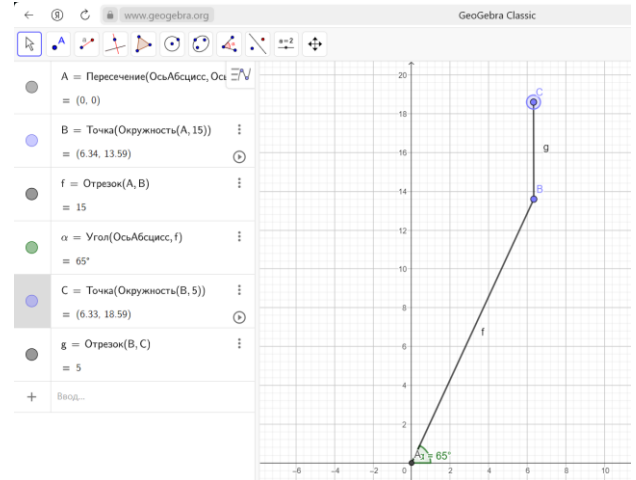 www.geogebra.org
GeoGebra Classic
A = Пересечение(ОсьАбсцисс, Ось
= (0, 0)
B = Точка(Окружность(A, 15))
= (6.34, 13.59)
f = Отрезок(A, B)
= 15
α = Угол(ОсьАбсцисс, f)
= 65°
C = Точка(Окружность(B, 5))
= (6.33, 18.59)
g = Отрезок(B, C)
= 5
+ Ввод...
20
18
16
14
12
10
8
6
4
2
C
g
B
f
A
= 65°
-6 -4 -2 0 2 4 6 8 10
a=2
A